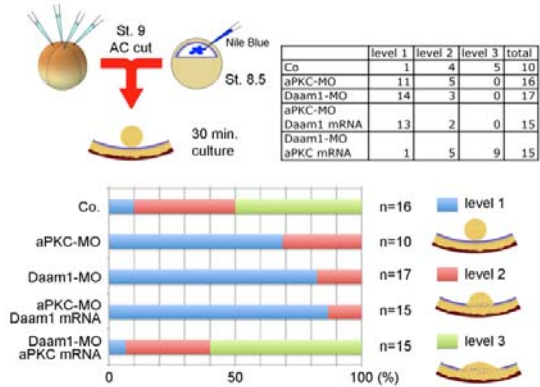 St. 9
AC cut
Nile Blue
St. 8.5
30 min.
culture
level 1 level 2 level 3 total
Co 1 4 5 10
aPKC-MO 11 5 0 16
Daam1-MO 14 3 0 17
aPKC-MO
Daam1 mRNA 13 2 0 15
Daam1-MO
aPKC mRNA 1 5 9 15
Co. n=16 level 1
aPKC-MO n=10
Daam1-MO n=17 level 2
aPKC-MO
Daam1 mRNA n=15
Daam1-MO
aPKC mRNA n=15 level 3
0 50 100 (%)